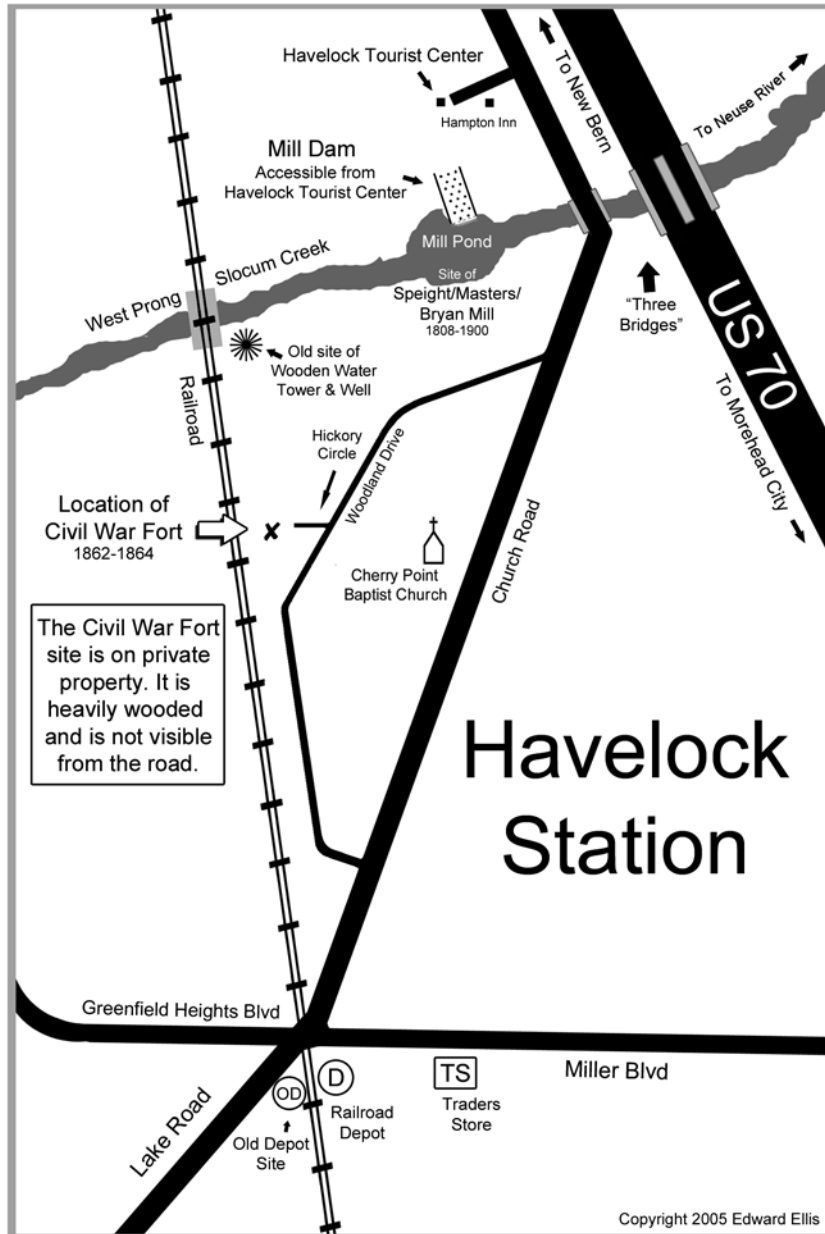 Havelock Tourist Center
Hampton Inn
To New Bern
To Neuse River
Mill Dam
Accessible from
Havelock Tourist Center
Mill Pond
Site of
Speight/Masters/
Bryan Mill
1808-1900
West Prong
Slocum Creek
"Three
Bridges"
US 70
To Morehead City
Old site of
Wooden Water
Tower & Well
Railroad
Hickory
Circle
Woodland Drive
Location of
Civil War Fort
1862-1864
Cherry Point
Baptist Church
Church Road
The Civil War Fort
site is on private
property. It is
heavily wooded
and is not visible
from the road.
Havelock
Station
Greenfield Heights Blvd
Miller Blvd
Lake Road
OD
D
TS
Old Depot
Site
Railroad
Depot
Traders
Store
Copyright 2005 Edward Ellis